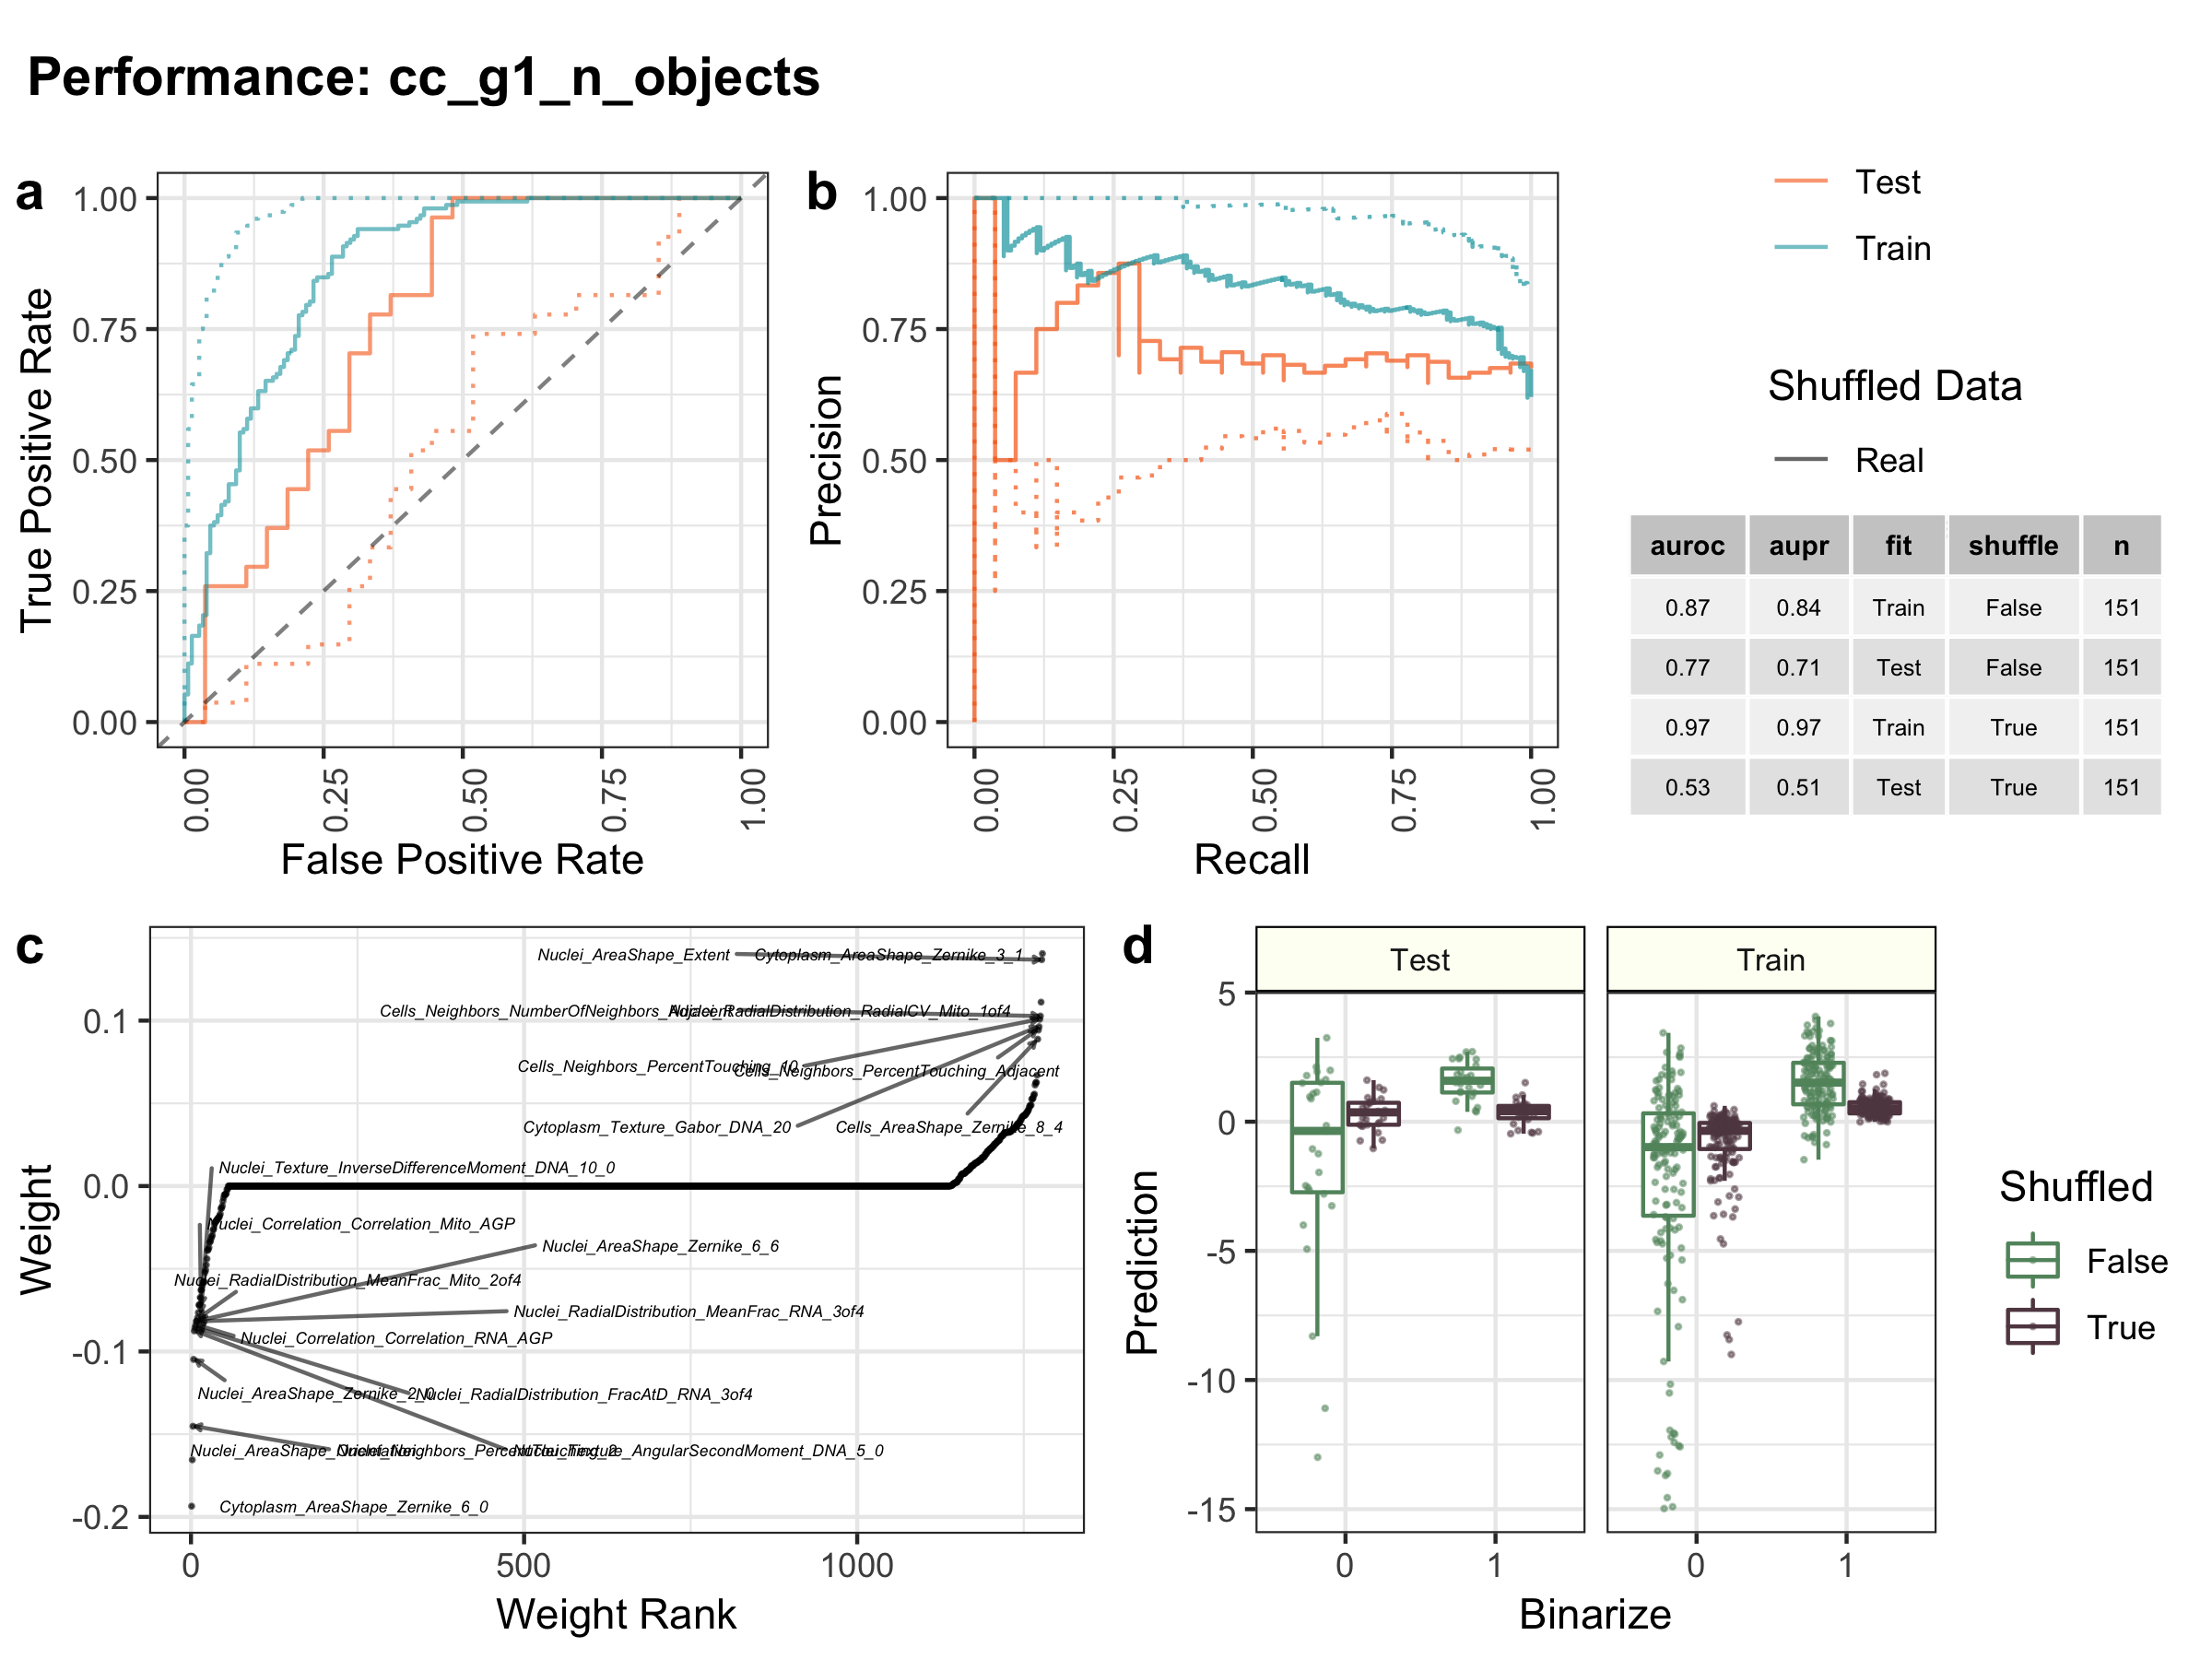 Performance: cc_g1_n_objects
a
1.00
0.75
0.50
0.25
0.00
True Positive Rate
0.00
0.25
0.50
0.75
1.00
False Positive Rate
b
1.00
0.75
0.50
0.25
0.00
Precision
0.00
0.25
0.50
0.75
1.00
Recall
Test
Train
Shuffled Data
Real
auroc aupr fit shuffle n
0.87 0.84 Train False 151
0.77 0.71 Test False 151
0.97 0.97 Train True 151
0.53 0.51 Test True 151
c
0.1
0.0
-0.1
-0.2
Weight
Nuclei_AreaShape_Extent
Cytoplasm_AreaShape_Zernike_3_1
Cells_Neighbors_NumberOfNeighbors_Adjacent
Nuclei_RadialDistribution_RadialCV_Mito_1of4
Cells_Neighbors_PercentTouching_10
Cells_Neighbors_PercentTouching_Adjacent
Cytoplasm_Texture_Gabor_DNA_20
Cells_AreaShape_Zernike_8_4
Nuclei_Texture_InverseDifferenceMoment_DNA_10_0
Nuclei_Correlation_Correlation_Mito_AGP
Nuclei_AreaShape_Zernike_6_6
Nuclei_RadialDistribution_MeanFrac_Mito_2of4
Nuclei_RadialDistribution_MeanFrac_RNA_3of4
Nuclei_Correlation_Correlation_RNA_AGP
Nuclei_AreaShape_Zernike_2_0
Nuclei_RadialDistribution_FracAtD_RNA_3of4
Nuclei_AreaShape_Orientation
Nuclei_Neighbors_PercentTouching_2
Nuclei_Texture_AngularSecondMoment_DNA_5_0
Cytoplasm_AreaShape_Zernike_6_0
0
500
1000
Weight Rank
d
Test
Train
5
0
-5
-10
-15
Prediction
0
1
0
1
Binarize
Shuffled
False
True